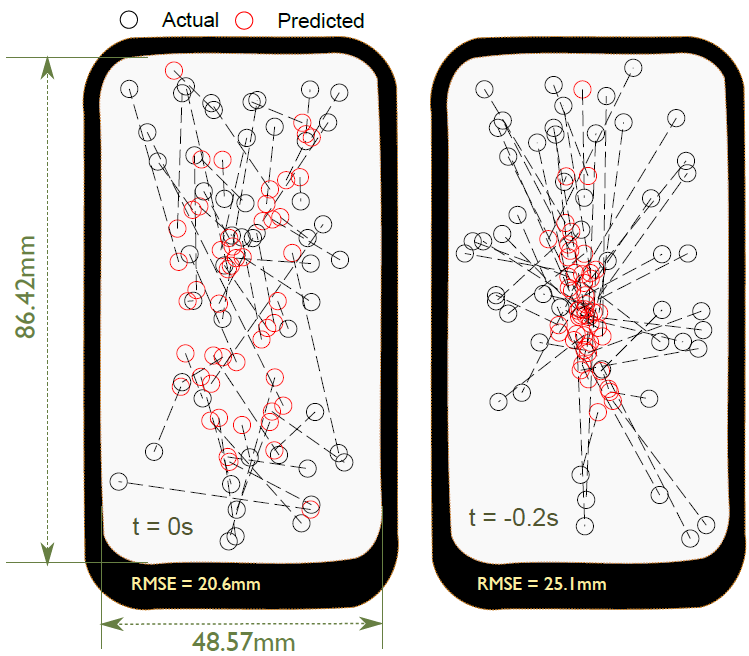 Actual Predicted
86.42mm
t = 0s
t = -0.2s
RMSE = 20.6mm
RMSE = 25.1mm
48.57mm